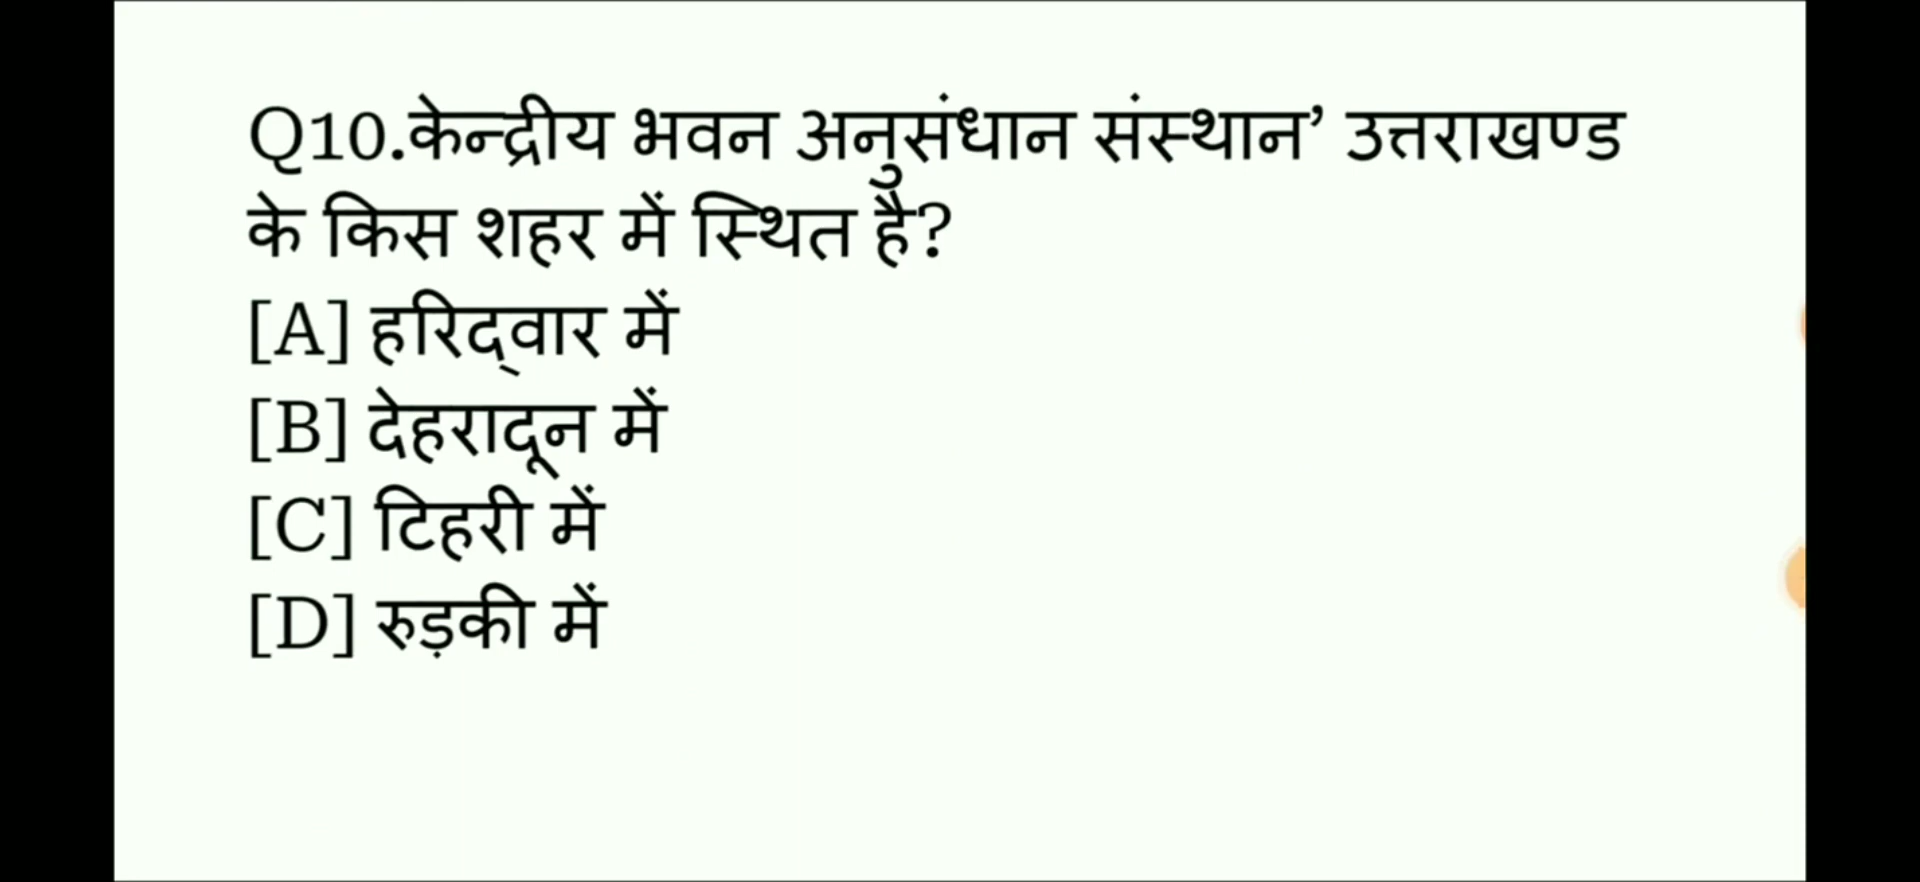 Q10.केन्द्रीय भवन अनुसंधान संस्थान’ उत्तराखण्ड
के किस शहर में स्थित है?
[A] हरिद्‌वार में
[B] देहरादून में
[C] टिहरी में
[D] रुड़की में